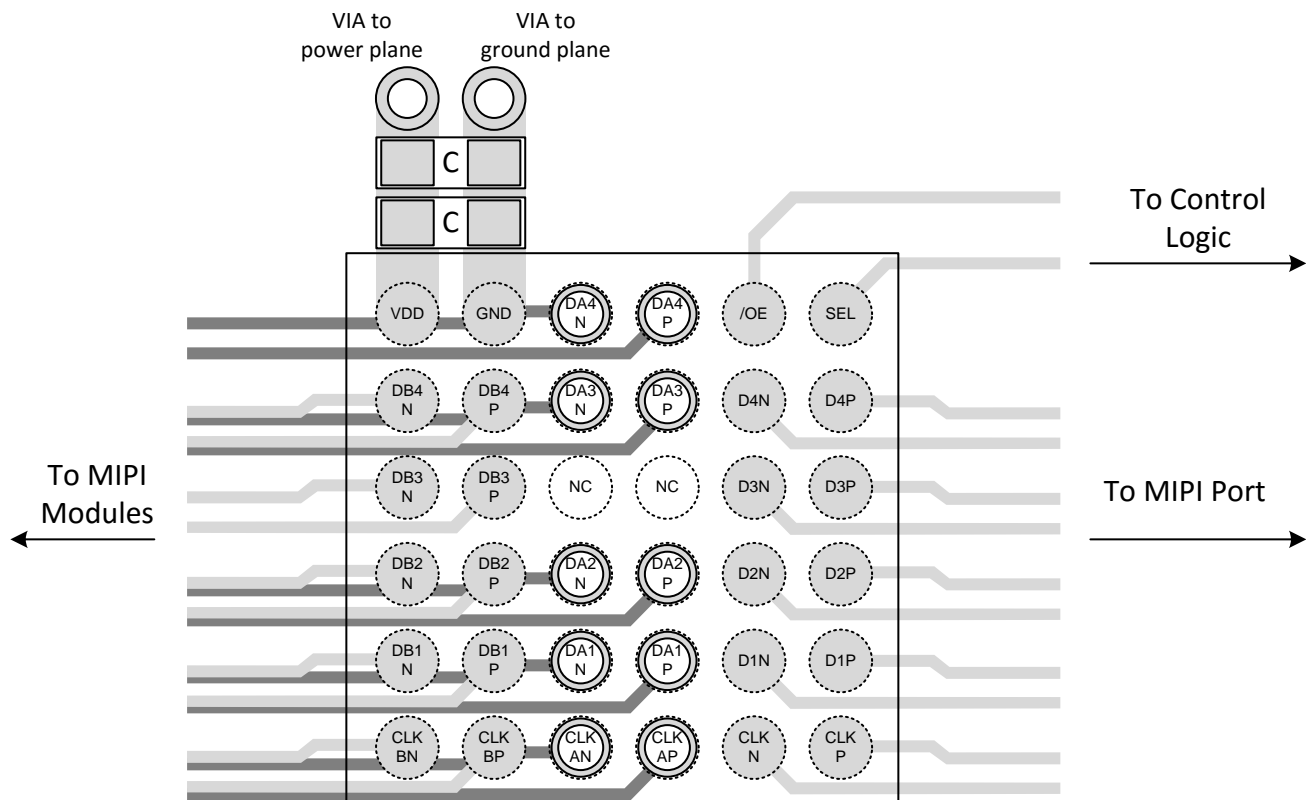 VIA to
power plane
VIA to
ground plane
C
C
To Control
Logic
VDD
GND
DA4
N
DA4
P
/OE
SEL
DB4
N
DB4
P
DA3
N
DA3
P
D4N
D4P
To MIPI
Modules
DB3
N
DB3
P
NC
NC
D3N
D3P
To MIPI Port
DB2
N
DB2
P
DA2
N
DA2
P
D2N
D2P
DB1
N
DB1
P
DA1
N
DA1
P
D1N
D1P
CLK
BN
CLK
BP
CLK
AN
CLK
AP
CLK
N
CLK
P